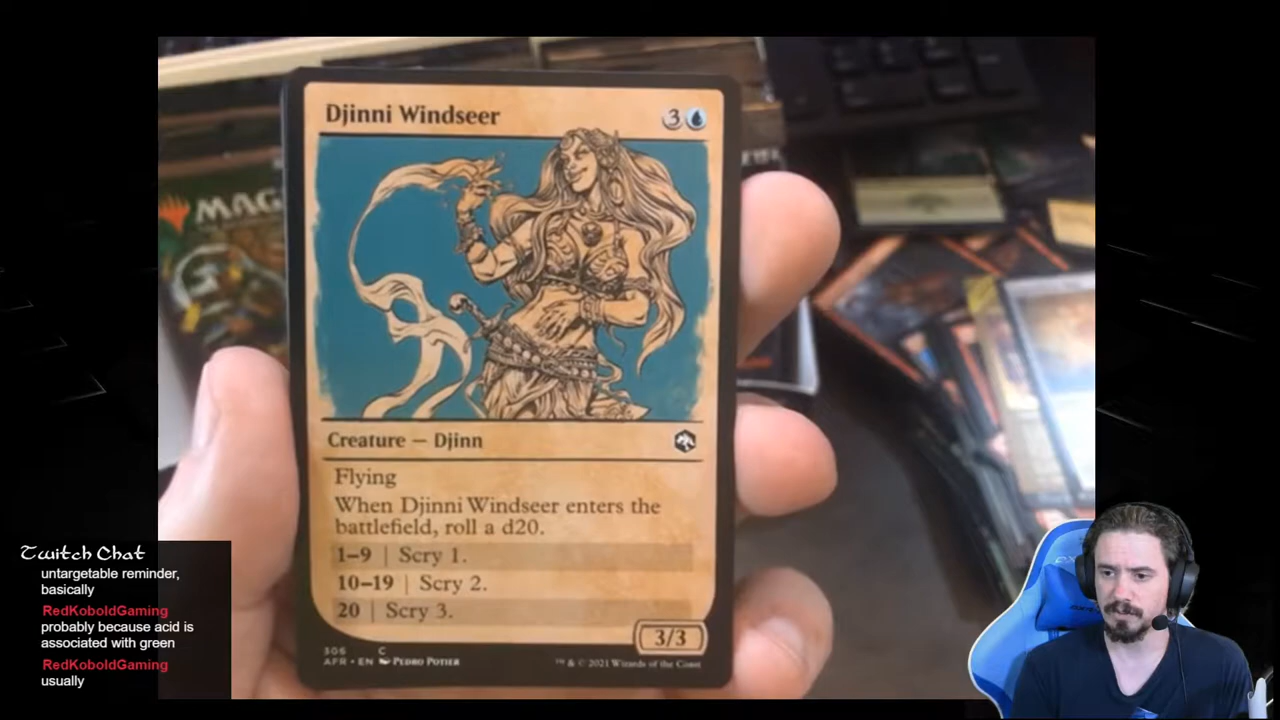 Djinni Windseer 3
MAG
Creature — Djinn
Flying
When Djinni Windseer enters the
battlefield, roll a d20.
1–9 | Scry 1.
10–19 | Scry 2.
20 | Scry 3.
3/3
306 C
AFR • EN PEDRO POTIER
™ & © 2021 Wizards of the Coast
Twitch Chat
untargetable reminder,
basically
RedKoboldGaming
probably because acid is
associated with green
RedKoboldGaming
usually